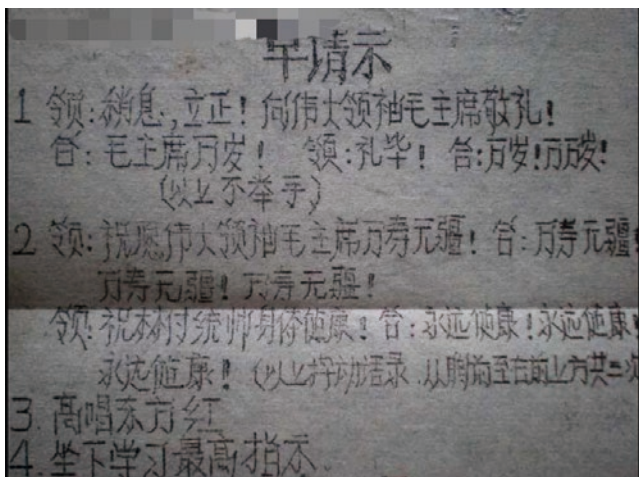 早请示
1 领:稍息,立正!向伟大领袖毛主席敬礼!
合:毛主席万岁! 领:礼毕! 合:万岁!万万岁!
(以上不举手)
2 领:祝愿伟大领袖毛主席万寿无疆!合:万寿无疆!
万寿无疆!万寿无疆!
领:祝林付统帅身体健康!合:永远健康!永远健康!
永远健康!(以上挥动语录.从胸前至右前上方共三次
3.高唱东方红
4.坐下学习最高指示.